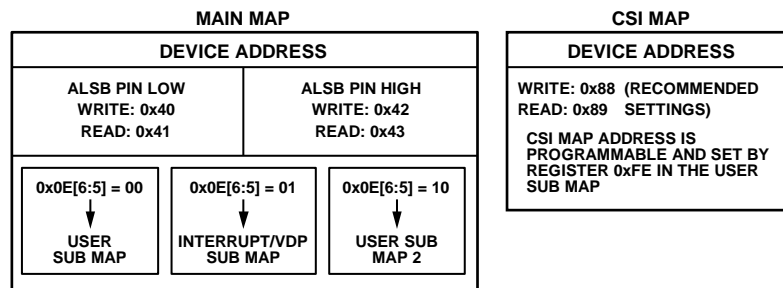 MAIN MAP
DEVICE ADDRESS
ALSB PIN LOW
WRITE: 0x40
READ: 0x41
ALSB PIN HIGH
WRITE: 0x42
READ: 0x43
0x0E[6:5] = 00
USER
SUB MAP
0x0E[6:5] = 01
INTERRUPT/VDP
SUB MAP
0x0E[6:5] = 10
USER SUB
MAP 2
CSI MAP
DEVICE ADDRESS
WRITE: 0x88 (RECOMMENDED
READ: 0x89 SETTINGS)
CSI MAP ADDRESS IS
PROGRAMMABLE AND SET BY
REGISTER 0xFE IN THE USER
SUB MAP